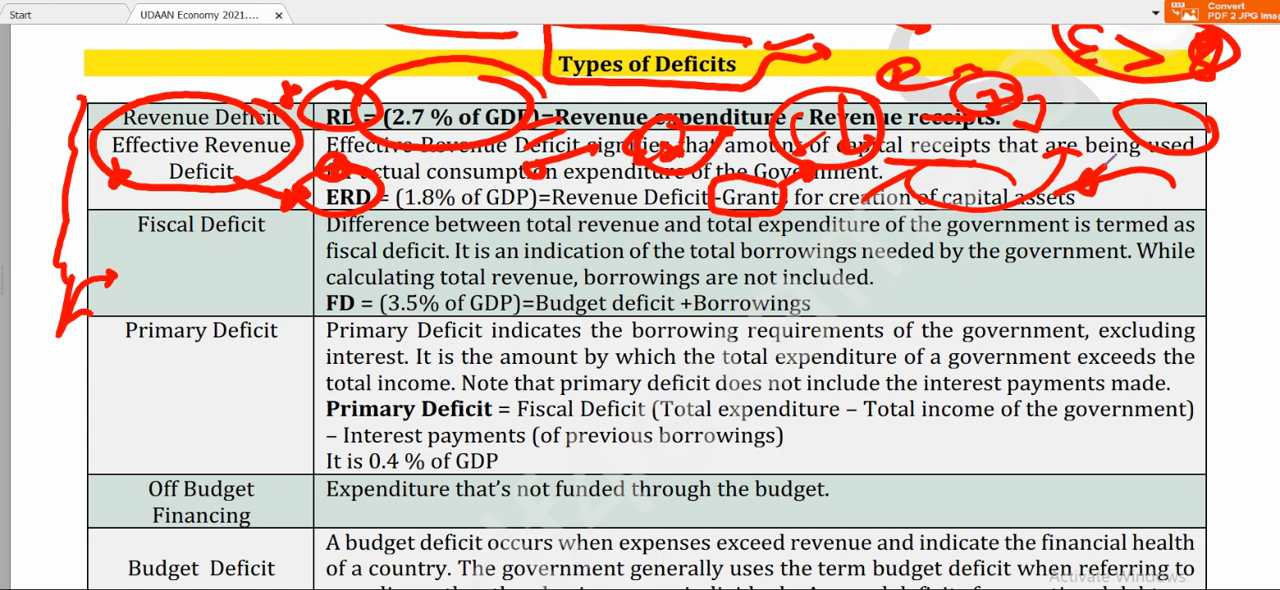 Start
UDAAN Economy 2021....
Convert
PDF 2 JPG Imag
Types of Deficits
Revenue Deficit
RD = (2.7 % of GDP)=Revenue expenditure - Revenue receipts.
Effective Revenue
Deficit
Effective Revenue Deficit signifies that amount of capital receipts that are being used
for actual consumption expenditure of the Government.
ERD = (1.8% of GDP)=Revenue Deficit-Grants for creation of capital assets
Fiscal Deficit
Difference between total revenue and total expenditure of the government is termed as
fiscal deficit. It is an indication of the total borrowings needed by the government. While
calculating total revenue, borrowings are not included.
FD = (3.5% of GDP)=Budget deficit +Borrowings
Primary Deficit
Primary Deficit indicates the borrowing requirements of the government, excluding
interest. It is the amount by which the total expenditure of a government exceeds the
total income. Note that primary deficit does not include the interest payments made.
Primary Deficit = Fiscal Deficit (Total expenditure – Total income of the government)
– Interest payments (of previous borrowings)
It is 0.4 % of GDP
Off Budget
Financing
Expenditure that's not funded through the budget.
Budget Deficit
A budget deficit occurs when expenses exceed revenue and indicate the financial health
of a country. The government generally uses the term budget deficit when referring to
Activate Windows